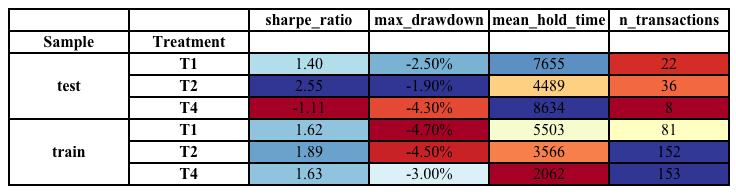 sharpe_ratio max_drawdown mean_hold_time n_transactions
Sample Treatment
test T1 1.40 -2.50% 7655 22
T2 2.55 -1.90% 4489 36
T4 -1.11 -4.30% 8634 8
train T1 1.62 -4.70% 5503 81
T2 1.89 -4.50% 3566 152
T4 1.63 -3.00% 2062 153